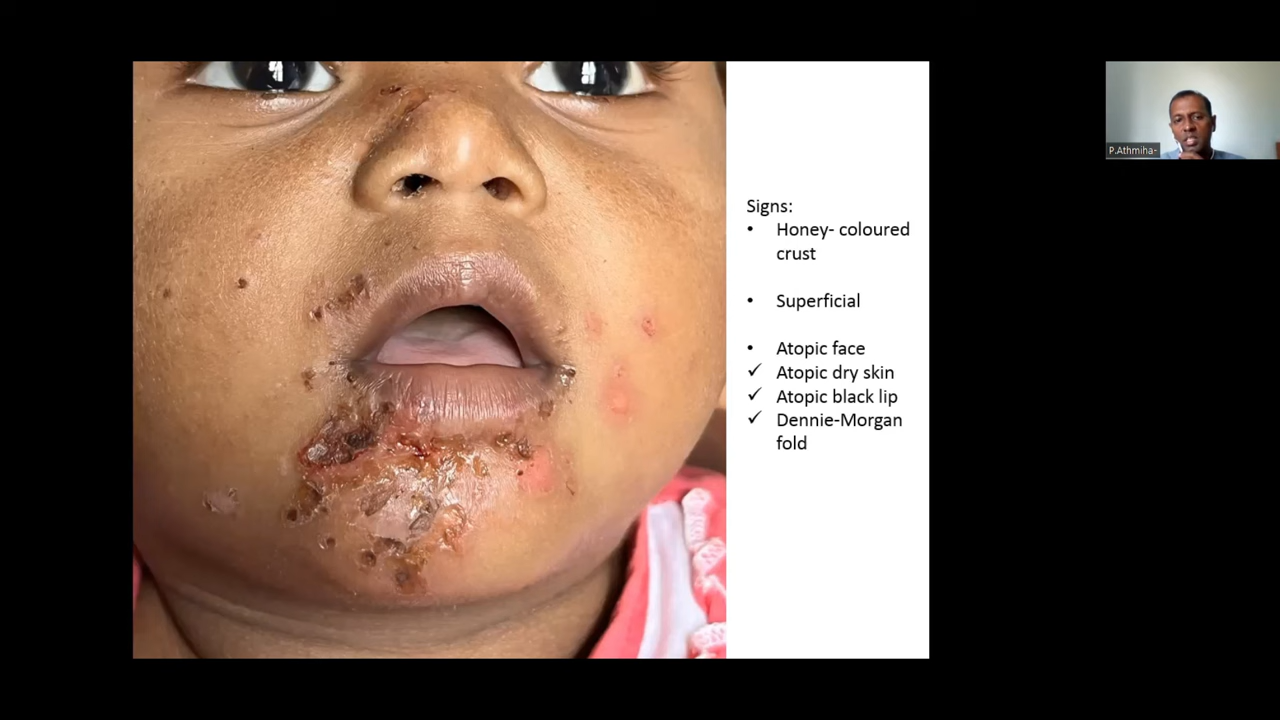 Signs:
• Honey- coloured
crust
• Superficial
• Atopic face
✓ Atopic dry skin
✓ Atopic black lip
✓ Dennie-Morgan
fold
P.Athmiha-